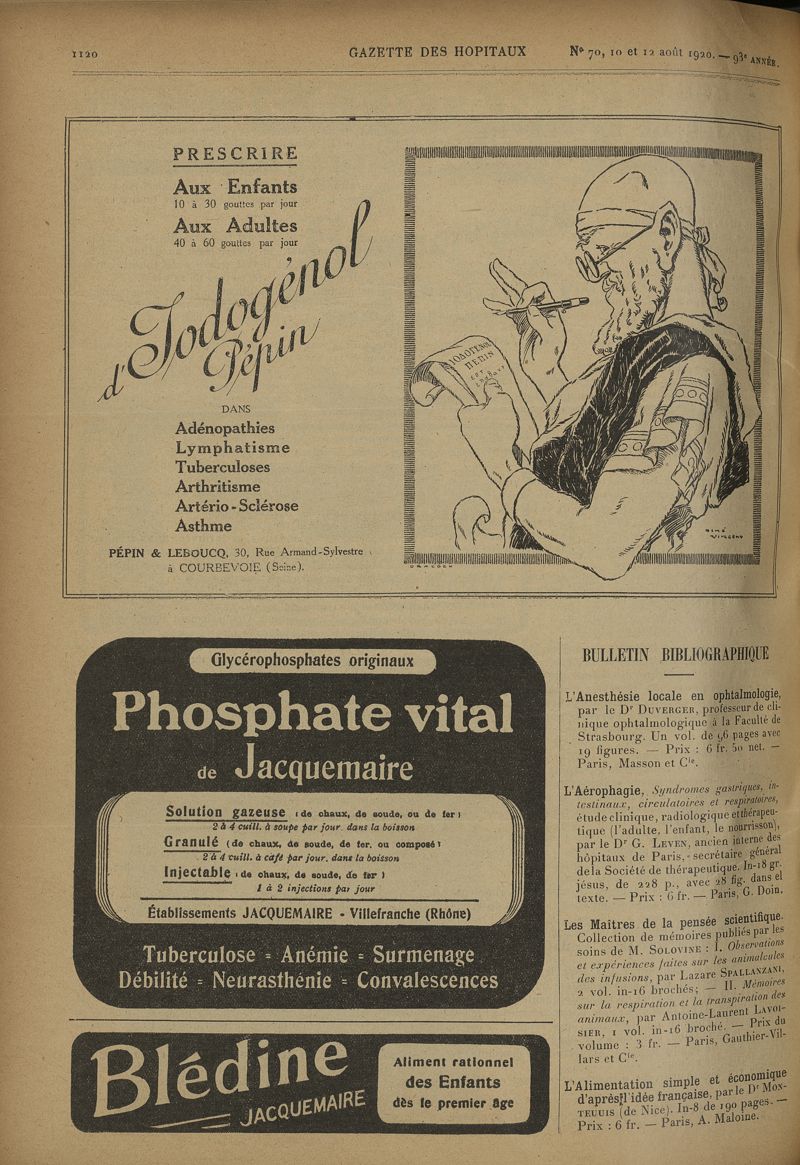 1120
GAZETTE DES HOPITAUX
Nº 70, 10 et 12 août 1920. — 93e ANNÉE.
PRESCRIRE
Aux Enfants
10 à 30 gouttes par jour
Aux Adultes
40 à 60 gouttes par jour
d'Iodogénol
Pépin
DANS
Adénopathies
Lymphatisme
Tuberculoses
Arthritisme
Artério-Sclérose
Asthme
PÉPIN & LEBOUCQ, 30, Rue Armand-Sylvestre
à COURBEVOIE (Seine).
RENÉ
VINCENT
Glycérophosphates originaux
Phosphate vital
de Jacquemaire
Solution gazeuse (de chaux, de soude, ou de fer)
2 à 4 cuill. à soupe par jour dans la boisson
Granulé (de chaux, de soude, de fer, ou composé)
2 à 4 cuill. à café par jour, dans la boisson
Injectable (de chaux, de soude, de fer)
1 à 2 injections par jour
Établissements JACQUEMAIRE - Villefranche (Rhône)
Tuberculose = Anémie = Surmenage
Débilité = Neurasthénie = Convalescences
Blédine
JACQUEMAIRE
Aliment rationnel
des Enfants
dès le premier âge
BULLETIN BIBLIOGRAPHIQUE
L'Anesthésie locale en ophtalmologie,
par le Dr DUVERGER, professeur de cli-
nique ophtalmologique à la Faculté de
Strasbourg. Un vol. de 96 pages avec
19 figures. — Prix : 6 fr. 50 net. —
Paris, Masson et Cie.
L'Aérophagie, Syndromes gastriques, in-
testinaux, circulatoires et respiratoires,
étude clinique, radiologique et thérapeu-
tique (l'adulte, l'enfant, le nourrisson),
par le Dr G. LEVEN, ancien interne des
hôpitaux de Paris, secrétaire général
de la Société de thérapeutique. In-18 gr.
jésus, de 228 p., avec 28 fig. dans el
texte. — Prix : 6 fr. — Paris, G. Doin.
Les Maîtres de la pensée scientifique.
Collection de mémoires publiés par les
soins de M. SOLOVINE : I. Observations
et expériences faites sur les animalcules
des infusions, par Lazare SPALLANZANI,
2 vol. in-16 brochés; — II. Mémoires
sur la respiration et la transpiration des
animaux, par Antoine-Laurent LAVOI-
SIER, 1 vol. in-16 broché. — Prix du
volume : 3 fr. — Paris, Gauthier-Vil-
lars et Cie.
L'Alimentation simple et économique
d'après l'idée française, par le Dr MON-
TEUUIS (de Nice). In-8 de 190 pages. —
Prix : 6 fr. — Paris, A. Maloine.